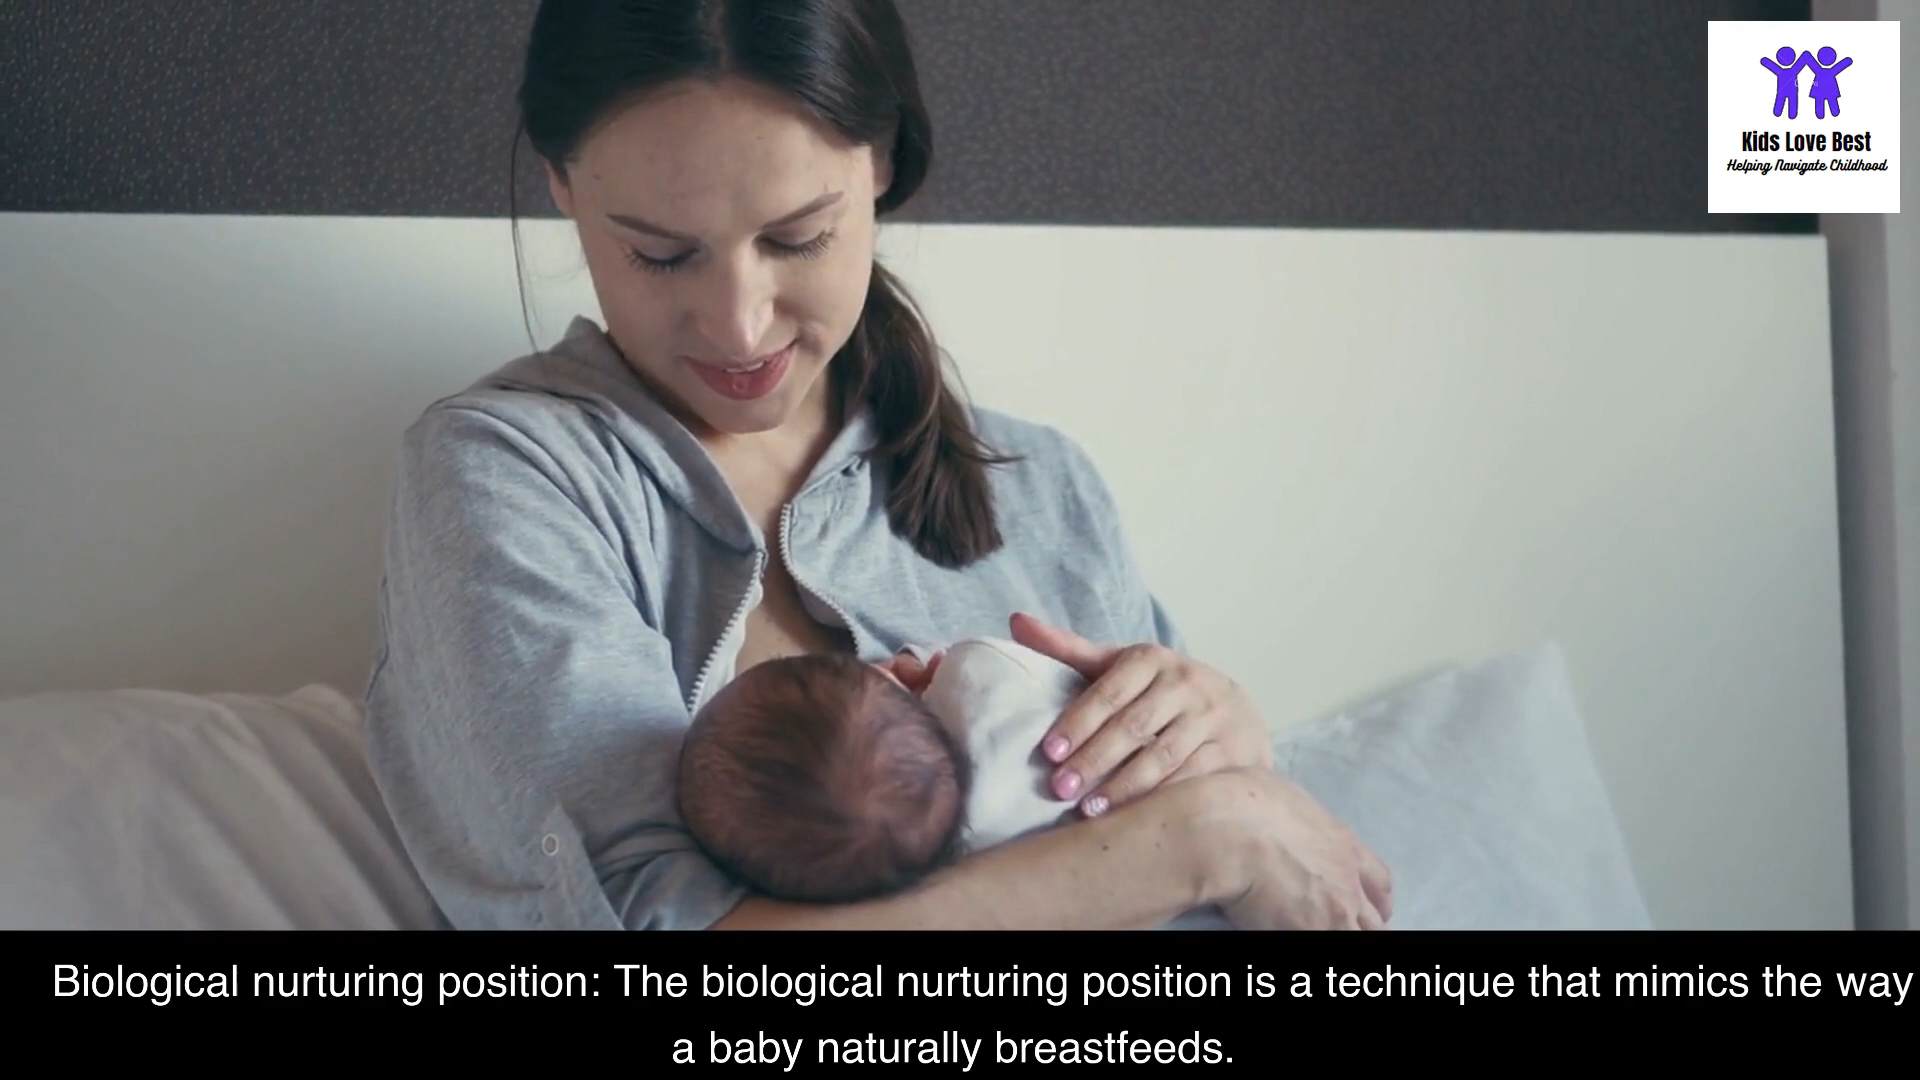 Kids Love Best
Helping Navigate Childhood
Biological nurturing position: The biological nurturing position is a technique that mimics the way
a baby naturally breastfeeds.